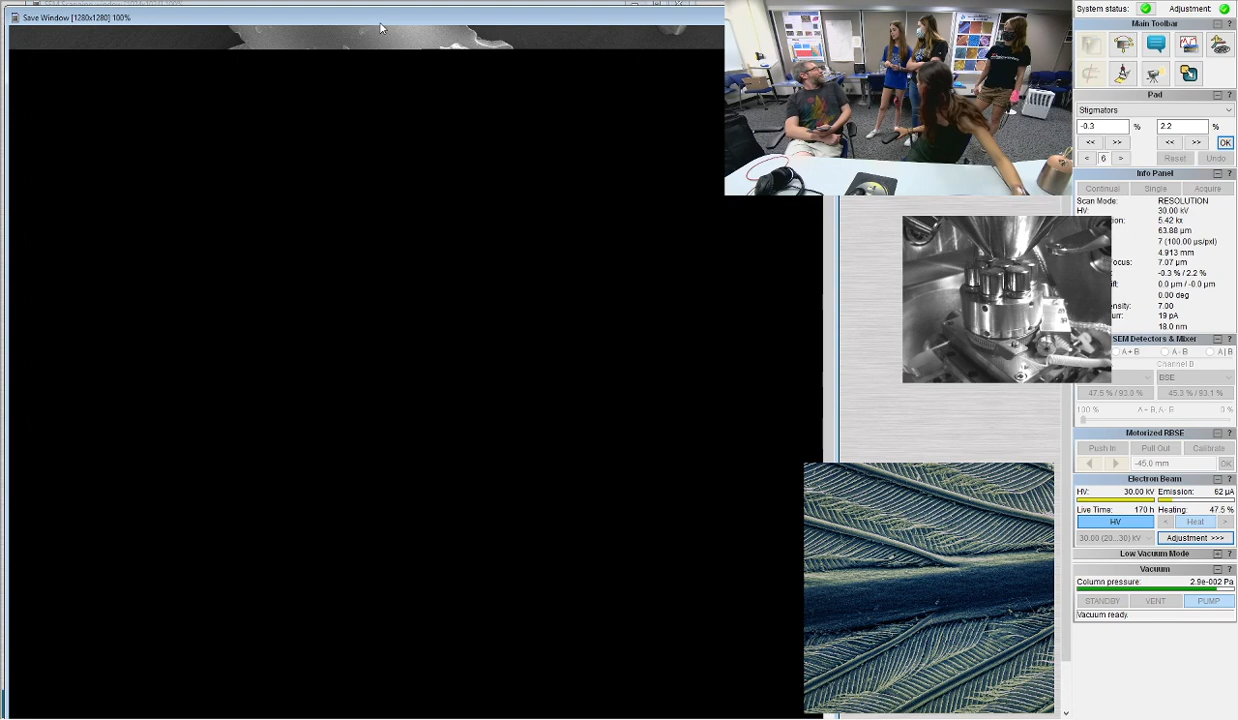 Save Window [1280x1280] 100%
System status:
Adjustment:
Main Toolbar
Pad
Stigmators
-0.3 % 2.2 %
<< >> << >> OK
< 6 > Reset Undo
Info Panel
Continual Single Acquire
Scan Mode: RESOLUTION
HV: 30.00 kV
5.42 kx
63.88 µm
7 (100.00 µs/pxl)
4.913 mm
7.07 µm
-0.3 % / 2.2 %
0.0 µm / -0.0 µm
0.00 deg
7.00
19 pA
18.0 nm
SEM Detectors & Mixer
A+B A-B A|B
Channel B
BSE
47.5 % / 93.0 % 45.3 % / 93.1 %
100 % A+B, A-B 0 %
Motorized RBSE
Push In Pull Out Calibrate
-45.0 mm OK
Electron Beam
HV: 30.00 kV Emission: 62 µA
Live Time: 170 h Heating: 47.5 %
HV < Heat >
30.00 (20...30) kV Adjustment >>>
Low Vacuum Mode
Vacuum
Column pressure: 2.9e-002 Pa
STANDBY VENT PUMP
Vacuum ready.